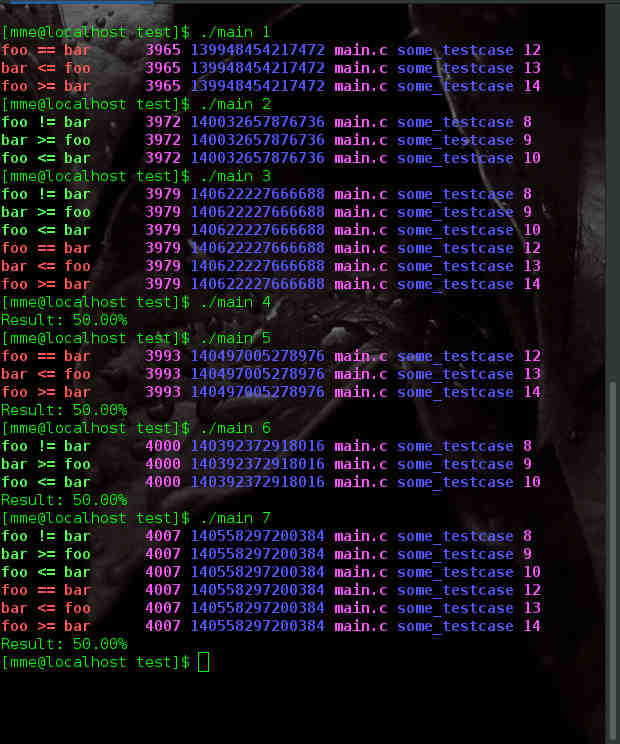 [mme@localhost test]$ ./main 1
foo == bar 3965 139948454217472 main.c some_testcase 12
bar <= foo 3965 139948454217472 main.c some_testcase 13
foo >= bar 3965 139948454217472 main.c some_testcase 14
[mme@localhost test]$ ./main 2
foo != bar 3972 140032657876736 main.c some_testcase 8
bar >= foo 3972 140032657876736 main.c some_testcase 9
foo <= bar 3972 140032657876736 main.c some_testcase 10
[mme@localhost test]$ ./main 3
foo != bar 3979 140622227666688 main.c some_testcase 8
bar >= foo 3979 140622227666688 main.c some_testcase 9
foo <= bar 3979 140622227666688 main.c some_testcase 10
foo == bar 3979 140622227666688 main.c some_testcase 12
bar <= foo 3979 140622227666688 main.c some_testcase 13
foo >= bar 3979 140622227666688 main.c some_testcase 14
[mme@localhost test]$ ./main 4
Result: 50.00%
[mme@localhost test]$ ./main 5
foo == bar 3993 140497005278976 main.c some_testcase 12
bar <= foo 3993 140497005278976 main.c some_testcase 13
foo >= bar 3993 140497005278976 main.c some_testcase 14
Result: 50.00%
[mme@localhost test]$ ./main 6
foo != bar 4000 140392372918016 main.c some_testcase 8
bar >= foo 4000 140392372918016 main.c some_testcase 9
foo <= bar 4000 140392372918016 main.c some_testcase 10
Result: 50.00%
[mme@localhost test]$ ./main 7
foo != bar 4007 140558297200384 main.c some_testcase 8
bar >= foo 4007 140558297200384 main.c some_testcase 9
foo <= bar 4007 140558297200384 main.c some_testcase 10
foo == bar 4007 140558297200384 main.c some_testcase 12
bar <= foo 4007 140558297200384 main.c some_testcase 13
foo >= bar 4007 140558297200384 main.c some_testcase 14
Result: 50.00%
[mme@localhost test]$